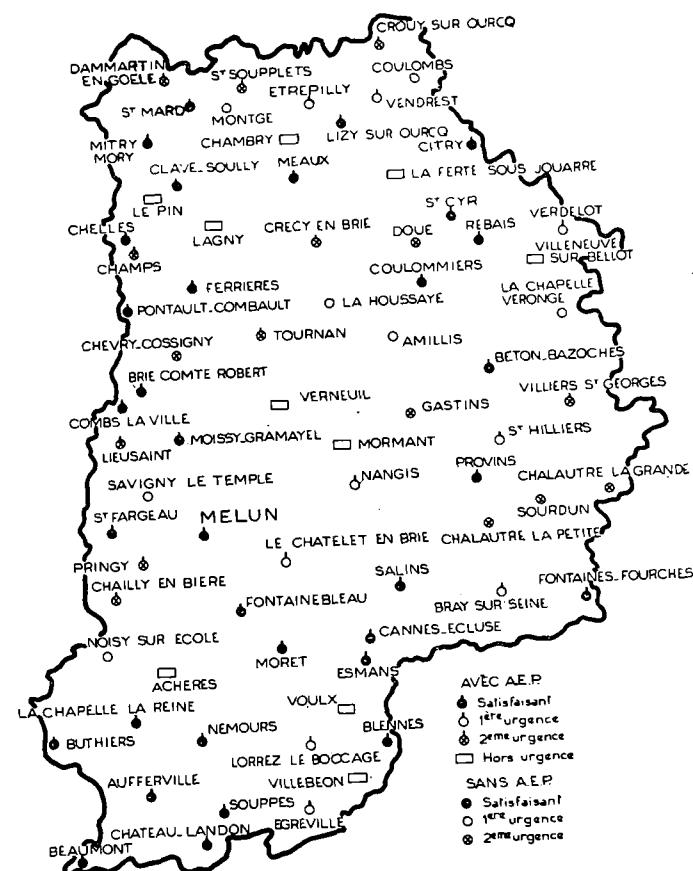 CROUY SUR OURCQ
DAMMARTIN
EN GOELE
ST SOUPPLETS
COULOMBS
ETREPILLY
ST MARD
MONTGE
VENDREST
MITRY
MORY
CHAMBRY
LIZY SUR OURCQ
CITRY
CLAVE_SOULLY
MEAUX
LA FERTE SOUS JOUARRE
LE PIN
ST CYR
VERDELOT
CHELLES
LAGNY
CRECY EN BRIE
DOUE
REBAIS
VILLENEUVE
SUR BELLOT
CHAMPS
COULOMMIERS
FERRIERES
LA CHAPELLE
VERONGE
PONTAULT_COMBAULT
LA HOUSSAYE
CHEVRY_COSSIGNY
TOURNAN
AMILLIS
BETON_BAZOCHES
BRIE COMTE ROBERT
VILLIERS ST GEORGES
VERNEUIL
GASTINS
COMBS LA VILLE
LIEUSAINT
MOISSY_GRAMAYEL
MORMANT
ST HILLIERS
SAVIGNY LE TEMPLE
NANGIS
PROVINS
CHALAUTRE LA GRANDE
ST FARGEAU
MELUN
SOURDUN
LE CHATELET EN BRIE
CHALAUTRE LA PETITE
PRINGY
CHAILLY EN BIERE
SALINS
FONTAINES_FOURCHES
FONTAINEBLEAU
BRAY SUR SEINE
NOISY SUR ECOLE
CANNES_ECLUSE
MORET
ESMANS
ACHERES
VOULX
LA CHAPELLE LA REINE
BUTHIERS
NEMOURS
BLENNES
LORREZ LE BOCCAGE
AUFFERVILLE
VILLEBEON
SOUPPES
EGREVILLE
CHATEAU_LANDON
BEAUMONT
AVEC A.E.P.
Satisfaisant
1ère urgence
2eme urgence
Hors urgence
SANS A.E.P.
Satisfaisant
1ere urgence
2eme urgence